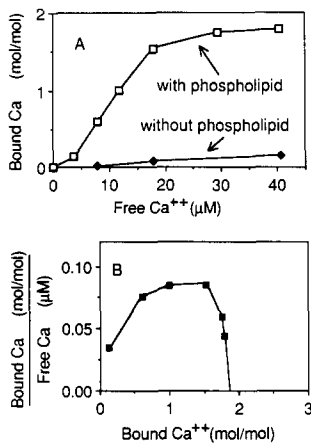 2
A
Bound Ca (mol/mol)
1
with phospholipid
without phospholipid
0
0 10 20 30 40
Free Ca++ (μM)
B
0.10
Bound Ca (mol/mol)
Free Ca (μM)
0.05
0.00
0 1 2 3
Bound Ca++(mol/mol)